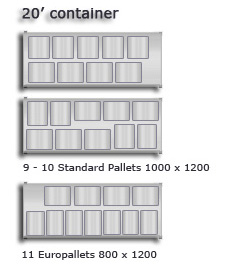 20' container
9 - 10 Standard Pallets 1000 x 1200
11 Europallets 800 x 1200